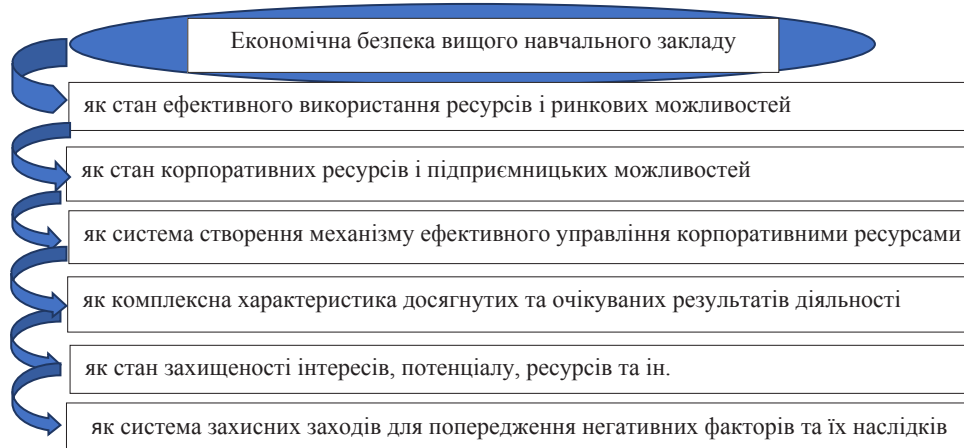 Економічна безпека вищого навчального закладу
як стан ефективного використання ресурсів і ринкових можливостей
як стан корпоративних ресурсів і підприємницьких можливостей
як система створення механізму ефективного управління корпоративними ресурсами
як комплексна характеристика досягнутих та очікуваних результатів діяльності
як стан захищеності інтересів, потенціалу, ресурсів та ін.
як система захисних заходів для попередження негативних факторів та їх наслідків